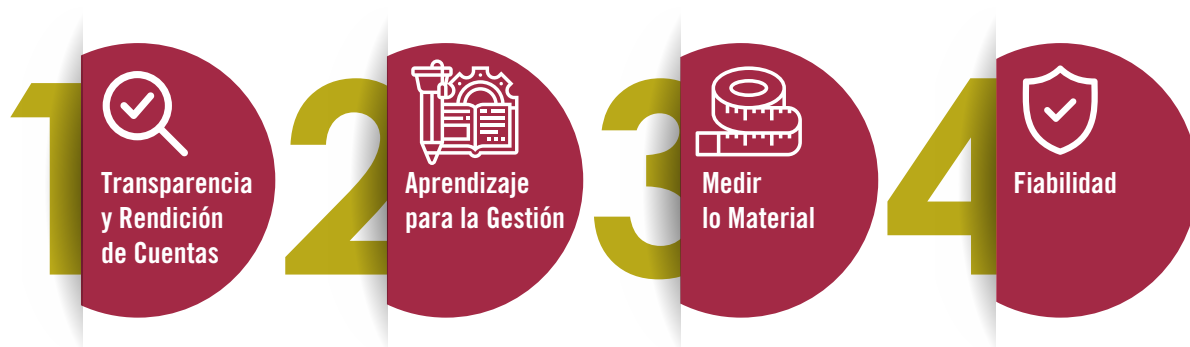 1
Transparencia
y Rendición
de Cuentas
2
Aprendizaje
para la Gestión
3
Medir
lo Material
4
Fiabilidad